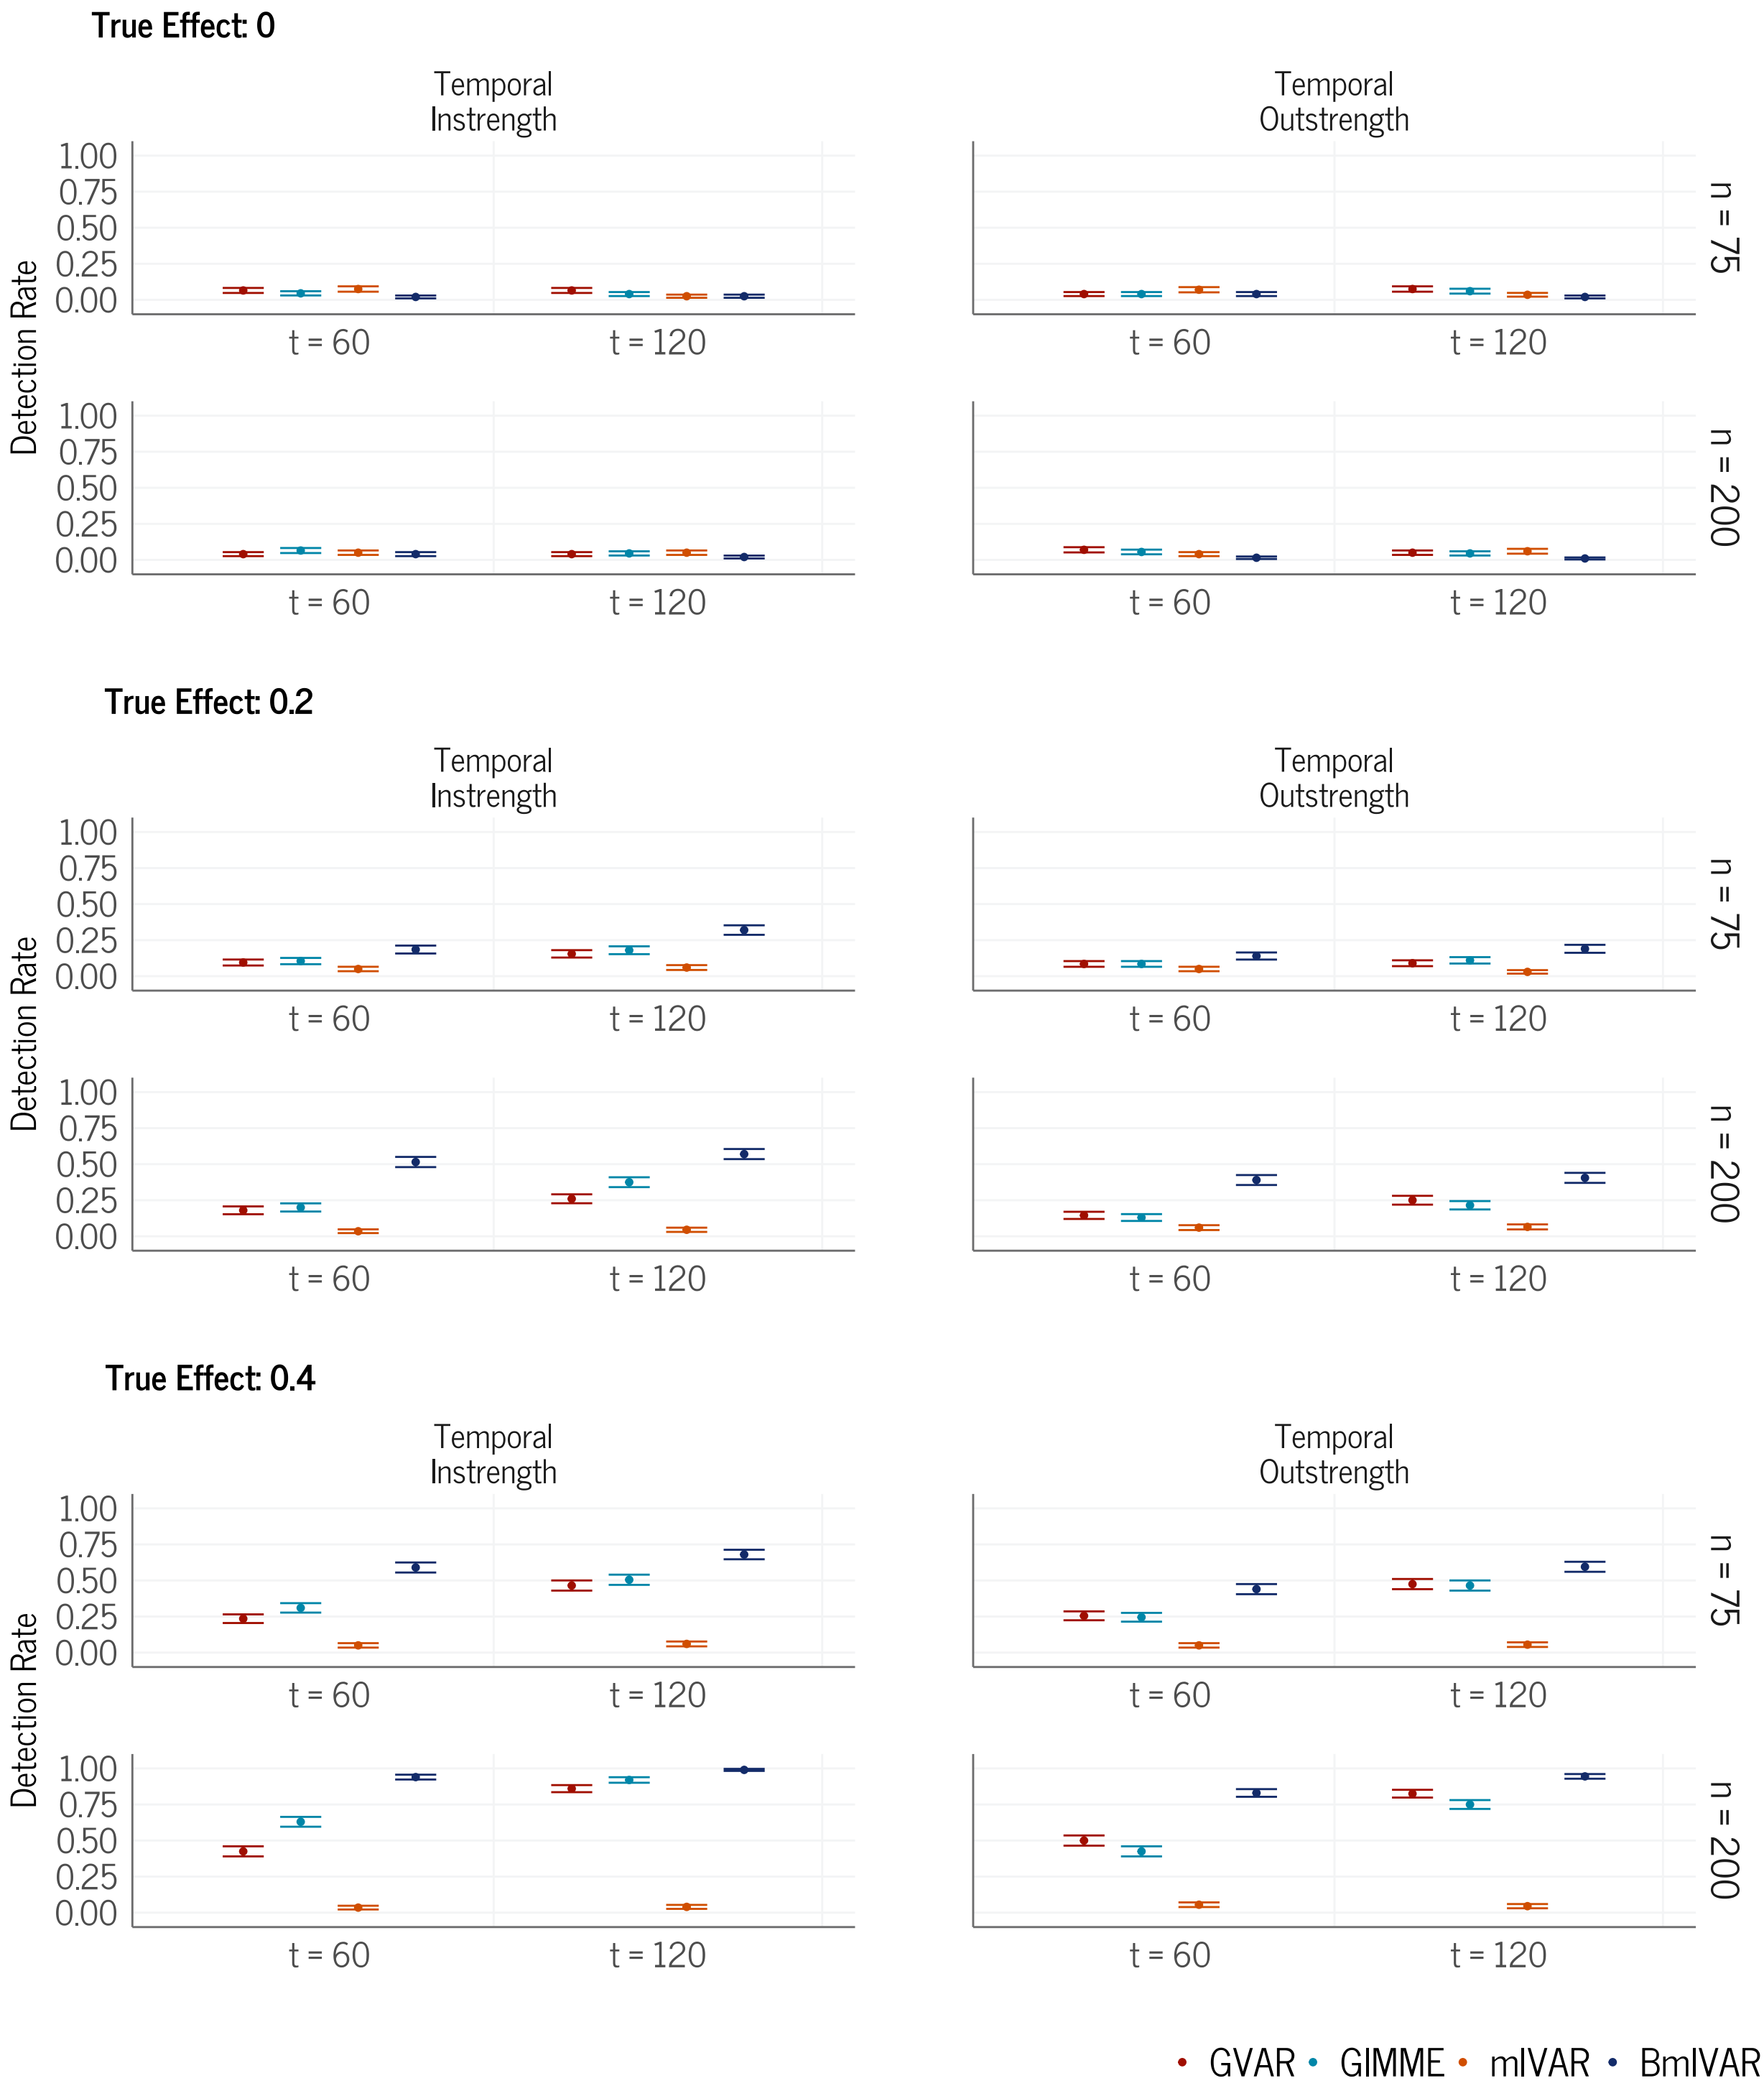 True Effect: 0
Temporal
Instrength
Temporal
Outstrength
Detection Rate
1.00
0.75
0.50
0.25
0.00
t = 60
t = 120
t = 60
t = 120
n = 75
1.00
0.75
0.50
0.25
0.00
t = 60
t = 120
t = 60
t = 120
n = 200
True Effect: 0.2
Temporal
Instrength
Temporal
Outstrength
Detection Rate
1.00
0.75
0.50
0.25
0.00
t = 60
t = 120
t = 60
t = 120
n = 75
1.00
0.75
0.50
0.25
0.00
t = 60
t = 120
t = 60
t = 120
n = 200
True Effect: 0.4
Temporal
Instrength
Temporal
Outstrength
Detection Rate
1.00
0.75
0.50
0.25
0.00
t = 60
t = 120
t = 60
t = 120
n = 75
1.00
0.75
0.50
0.25
0.00
t = 60
t = 120
t = 60
t = 120
n = 200
GVAR GIMME mlVAR BmlVAR